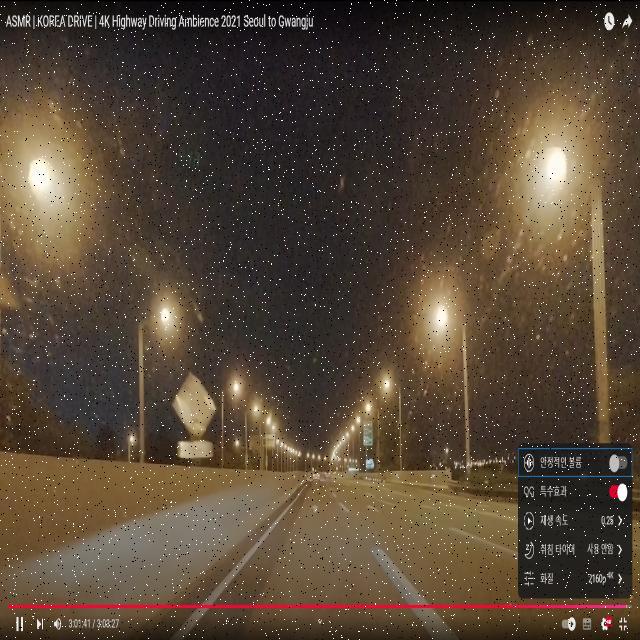 ASMR | KOREA DRIVE | 4K Highway Driving Ambience 2021 Seoul to Gwangju
안정적인 볼륨
특수효과
재생 속도 0.25
취침 타이머 사용 안함
화질 2160p 4K
3:01:41 / 3:03:27